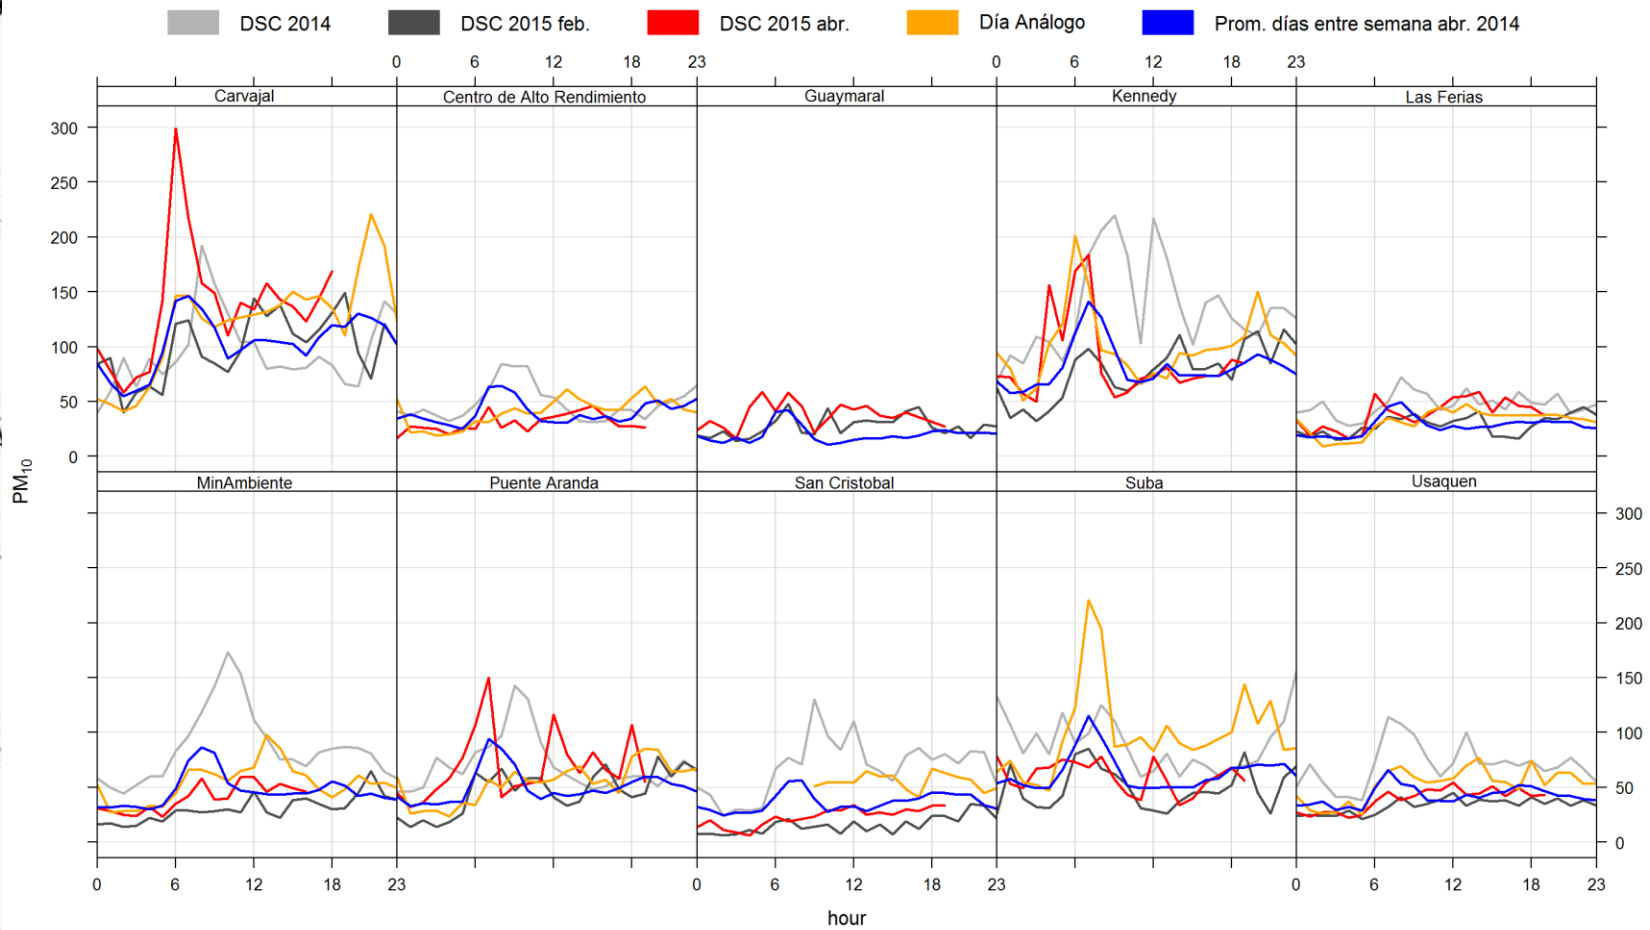 DSC 2014 DSC 2015 feb. DSC 2015 abr. Día Análogo Prom. días entre semana abr. 2014
0 6 12 18 23 0 6 12 18 23
Carvajal Centro de Alto Rendimiento Guaymaral Kennedy Las Ferias
300
250
200
150
100
50
0
PM10
MinAmbiente Puente Aranda San Cristobal Suba Usaquen
300
250
200
150
100
50
0
0 6 12 18 23 0 6 12 18 23 0 6 12 18 23
hour